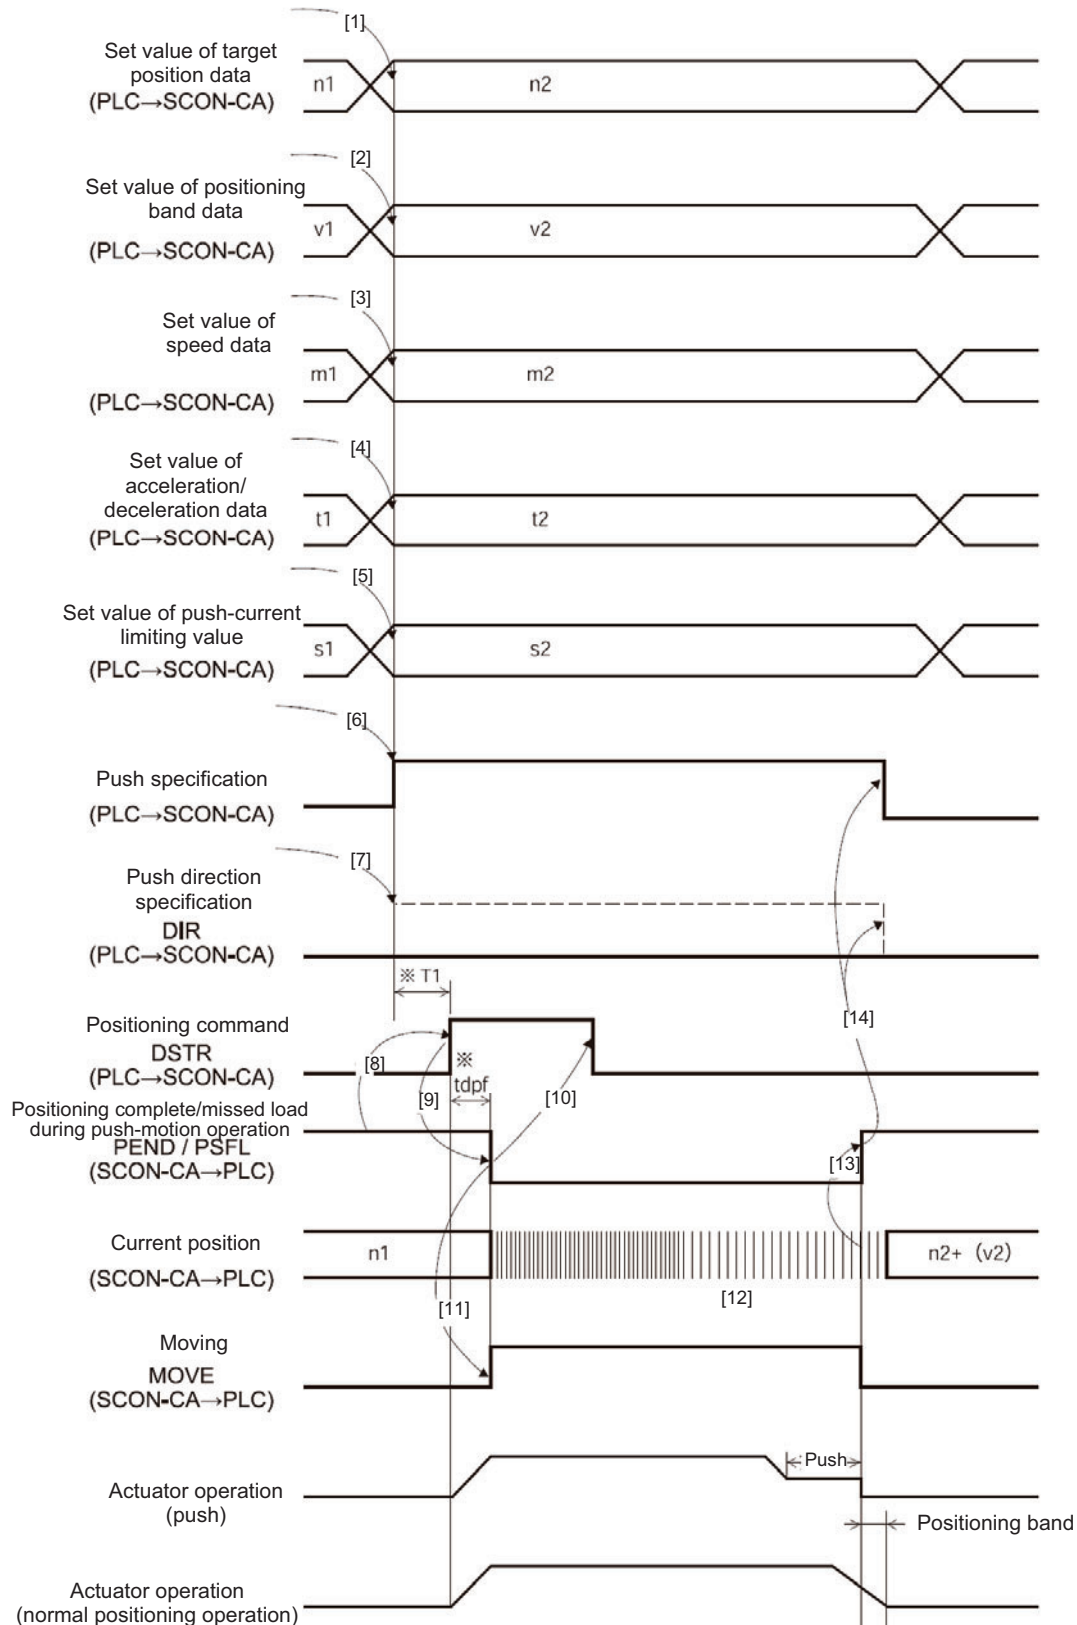 [1]
Set value of target
position data
(PLC→SCON-CA)
n1
n2
[2]
Set value of positioning
band data
(PLC→SCON-CA)
v1
v2
[3]
Set value of
speed data
(PLC→SCON-CA)
m1
m2
[4]
Set value of
acceleration/
deceleration data
(PLC→SCON-CA)
t1
t2
[5]
Set value of push-current
limiting value
(PLC→SCON-CA)
s1
s2
[6]
Push specification
(PLC→SCON-CA)
[7]
Push direction
specification
DIR
(PLC→SCON-CA)
※ T1
[14]
Positioning command
DSTR
(PLC→SCON-CA)
[8]
※
tdpf
[9]
[10]
Positioning complete/missed load
during push-motion operation
PEND / PSFL
(SCON-CA→PLC)
[13]
Current position
(SCON-CA→PLC)
n1
n2+ (v2)
[12]
[11]
Moving
MOVE
(SCON-CA→PLC)
Push
Actuator operation
(push)
Positioning band
Actuator operation
(normal positioning operation)